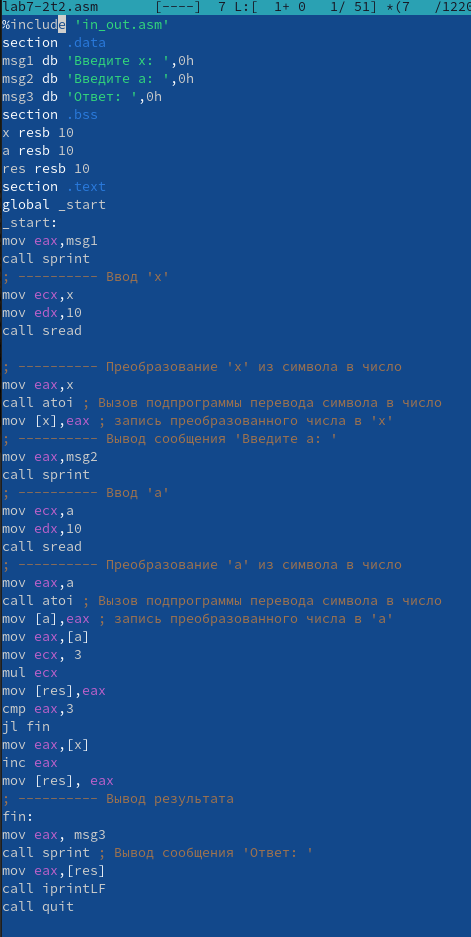 lab7-2t2.asm [----] 7 L:[ 1+ 0 1/ 51] *(7 /1220
%include 'in_out.asm'
section .data
msg1 db 'Введите x: ',0h
msg2 db 'Введите a: ',0h
msg3 db 'Ответ: ',0h
section .bss
x resb 10
a resb 10
res resb 10
section .text
global _start
_start:
mov eax,msg1
call sprint
; ---------- Ввод 'x'
mov ecx,x
mov edx,10
call sread
; ---------- Преобразование 'x' из символа в число
mov eax,x
call atoi ; Вызов подпрограммы перевода символа в число
mov [x],eax ; запись преобразованного числа в 'x'
; ---------- Вывод сообщения 'Введите a: '
mov eax,msg2
call sprint
; ---------- Ввод 'a'
mov ecx,a
mov edx,10
call sread
; ---------- Преобразование 'a' из символа в число
mov eax,a
call atoi ; Вызов подпрограммы перевода символа в число
mov [a],eax ; запись преобразованного числа в 'a'
mov eax,[a]
mov ecx, 3
mul ecx
mov [res],eax
cmp eax,3
jl fin
mov eax,[x]
inc eax
mov [res], eax
; ---------- Вывод результата
fin:
mov eax, msg3
call sprint ; Вывод сообщения 'Ответ: '
mov eax,[res]
call iprintLF
call quit